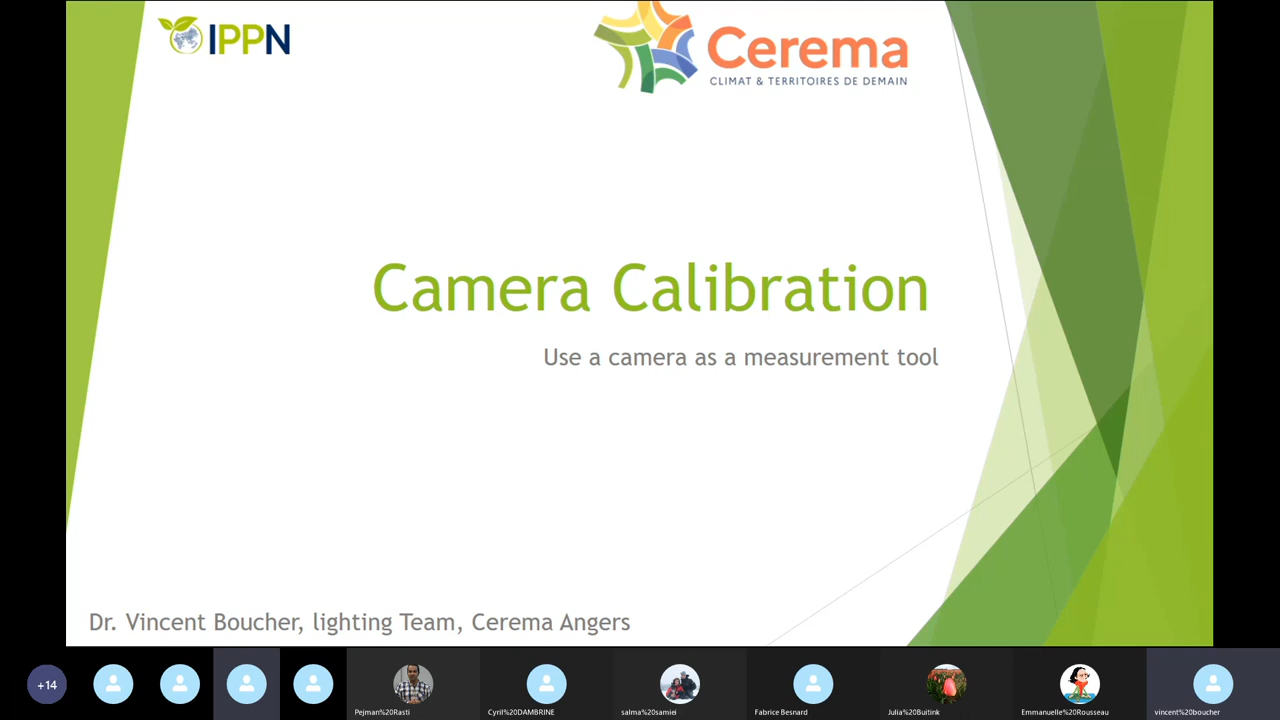 IPPN
Cerema
CLIMAT & TERRITOIRES DE DEMAIN
Camera Calibration
Use a camera as a measurement tool
Dr. Vincent Boucher, lighting Team, Cerema Angers
+14
Pejman%20Rasti
Cyril%20DAMBRINE
salma%20samiei
Fabrice Besnard
Julia%20Buitink
Emmanuelle%20Rousseau
vincent%20boucher